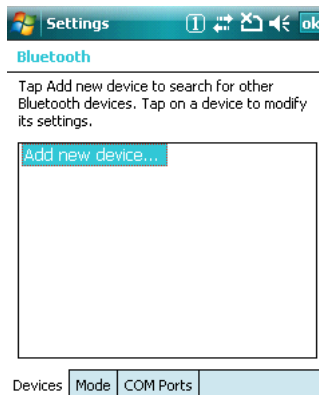 Settings 1 ok
Bluetooth
Tap Add new device to search for other
Bluetooth devices. Tap on a device to modify
its settings.
Add new device...
Devices Mode COM Ports